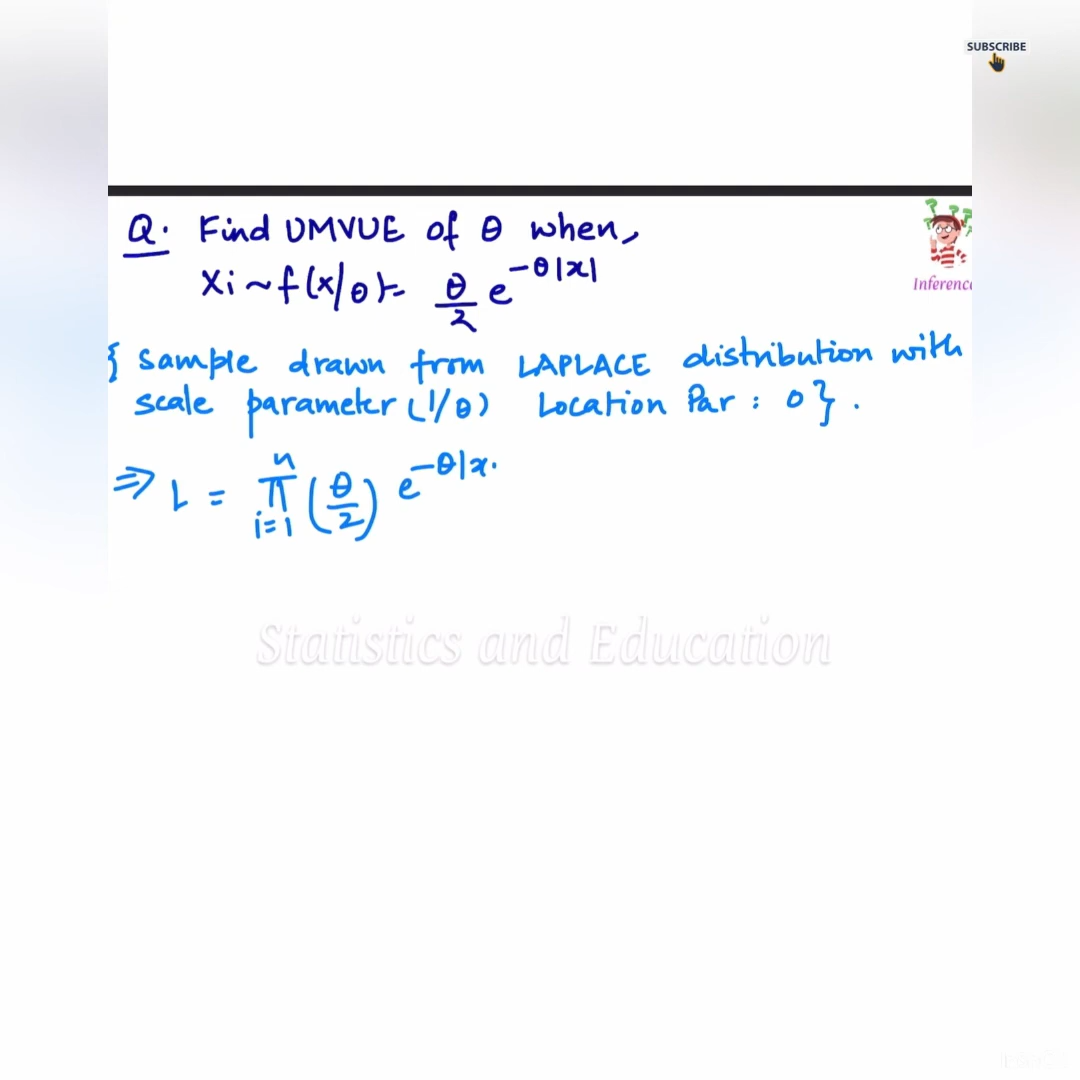 SUBSCRIBE
Q. Find UMVUE of θ when,
Xi ~ f(x/θ) = θ/2 e^-θ|x|
Inference
{ sample drawn from LAPLACE distribution with
scale parameter (1/θ) Location Par : 0 } .
⇒ L = n π i=1 (θ/2) e^-θ|x.
Statistics and Education